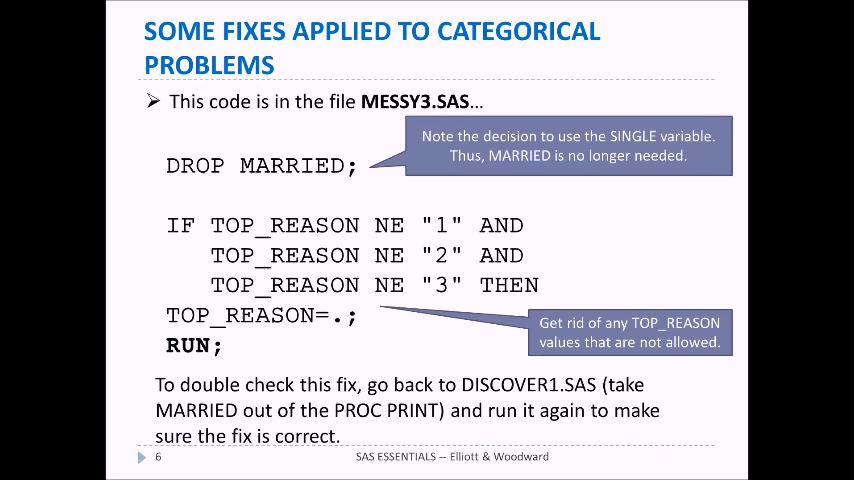 SOME FIXES APPLIED TO CATEGORICAL
PROBLEMS
This code is in the file MESSY3.SAS…
Note the decision to use the SINGLE variable.
Thus, MARRIED is no longer needed.
DROP MARRIED;
IF TOP_REASON NE "1" AND
TOP_REASON NE "2" AND
TOP_REASON NE "3" THEN
TOP_REASON=.;
Get rid of any TOP_REASON
values that are not allowed.
RUN;
To double check this fix, go back to DISCOVER1.SAS (take
MARRIED out of the PROC PRINT) and run it again to make
sure the fix is correct.
6 SAS ESSENTIALS -- Elliott & Woodward